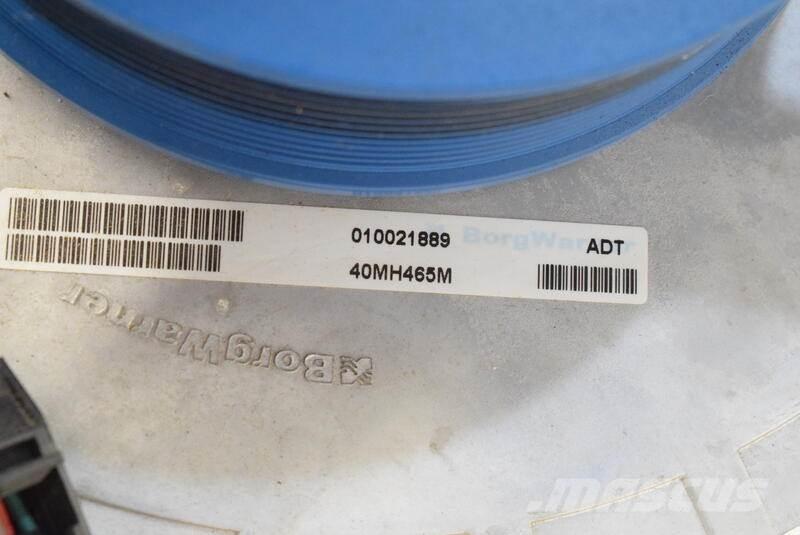 010021889 BorgWarner ADT
40MH465M
BorgWarner
MASCUS